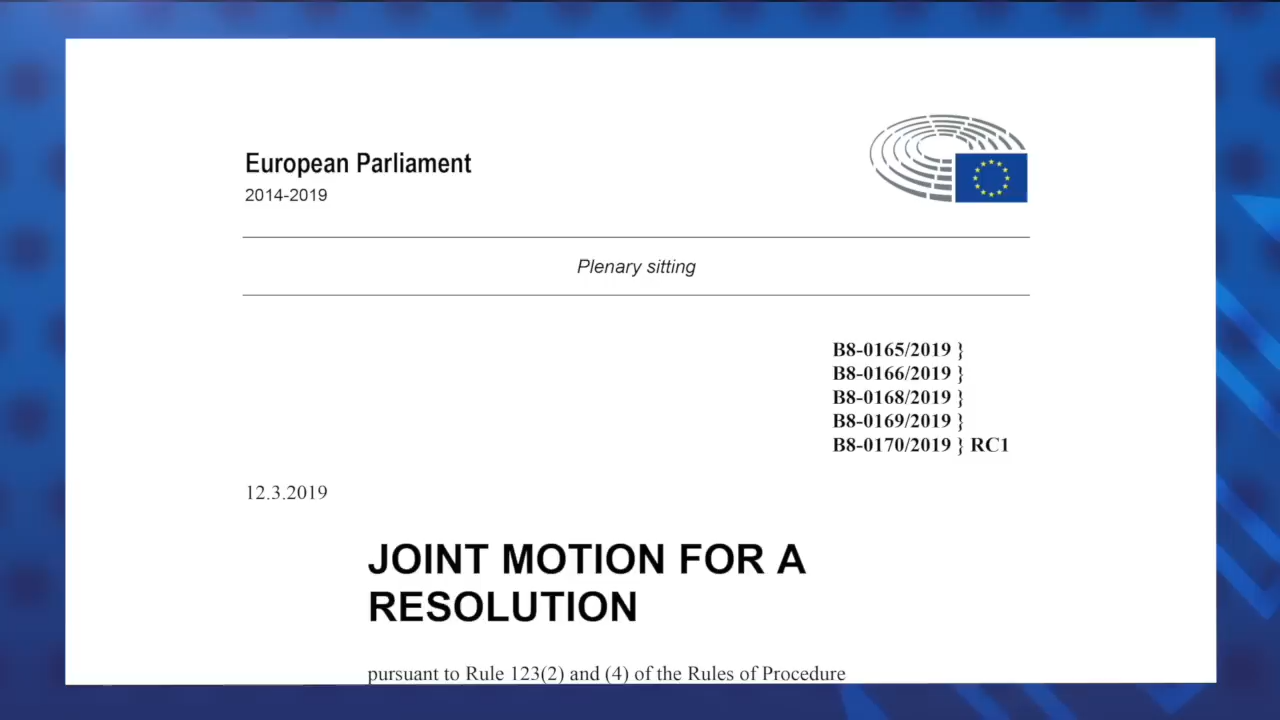 European Parliament
2014-2019
Plenary sitting
B8-0165/2019 }
B8-0166/2019 }
B8-0168/2019 }
B8-0169/2019 }
B8-0170/2019 } RC1
12.3.2019
JOINT MOTION FOR A
RESOLUTION
pursuant to Rule 123(2) and (4) of the Rules of Procedure